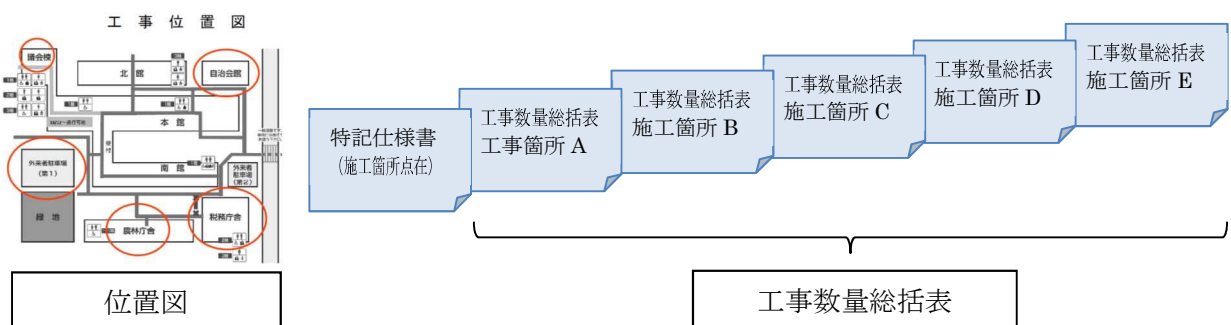 工事位置図
議会棟
北館
自治会館
本館
南館
外来者駐車場
(第1)
外来者
駐車場
(第2)
緑地
農林庁舎
税務庁舎
位置図
特記仕様書
(施工箇所点在)
工事数量総括表
工事箇所 A
工事数量総括表
施工箇所 B
工事数量総括表
施工箇所 C
工事数量総括表
施工箇所 D
工事数量総括表
施工箇所 E
工事数量総括表